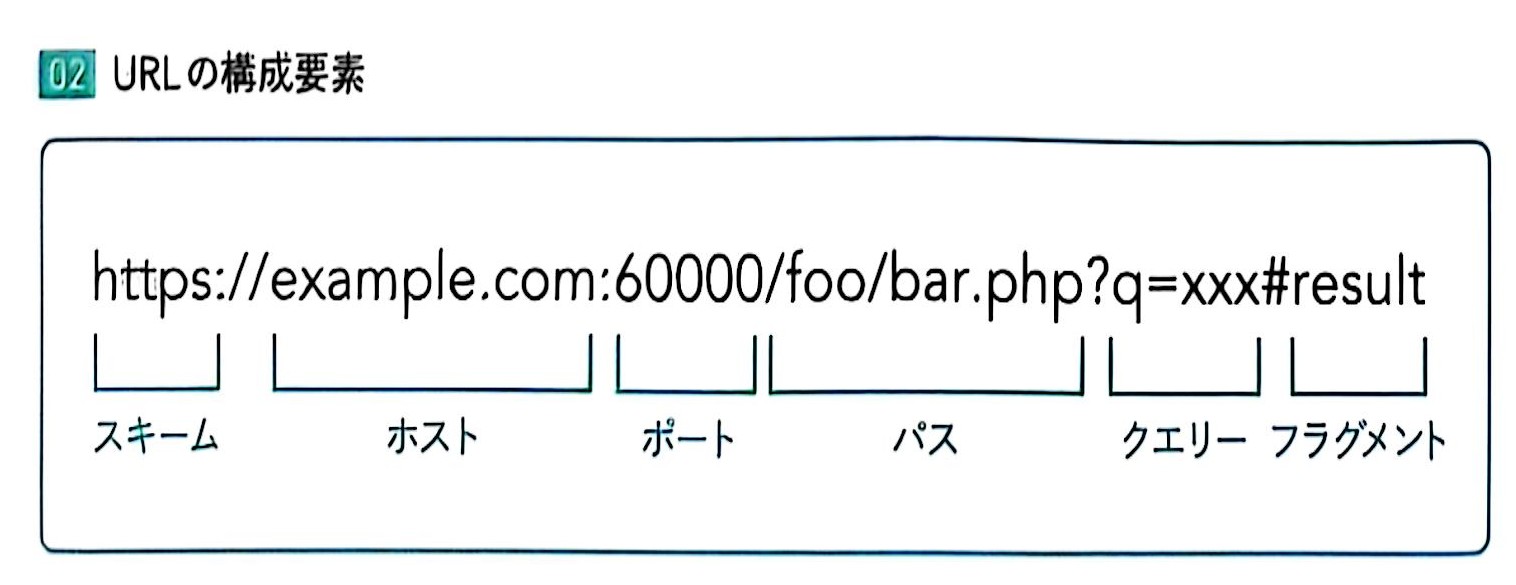 02 URLの構成要素
https://example.com:60000/foo/bar.php?q=xxx#result
スキーム ホスト ポート パス クエリー フラグメント